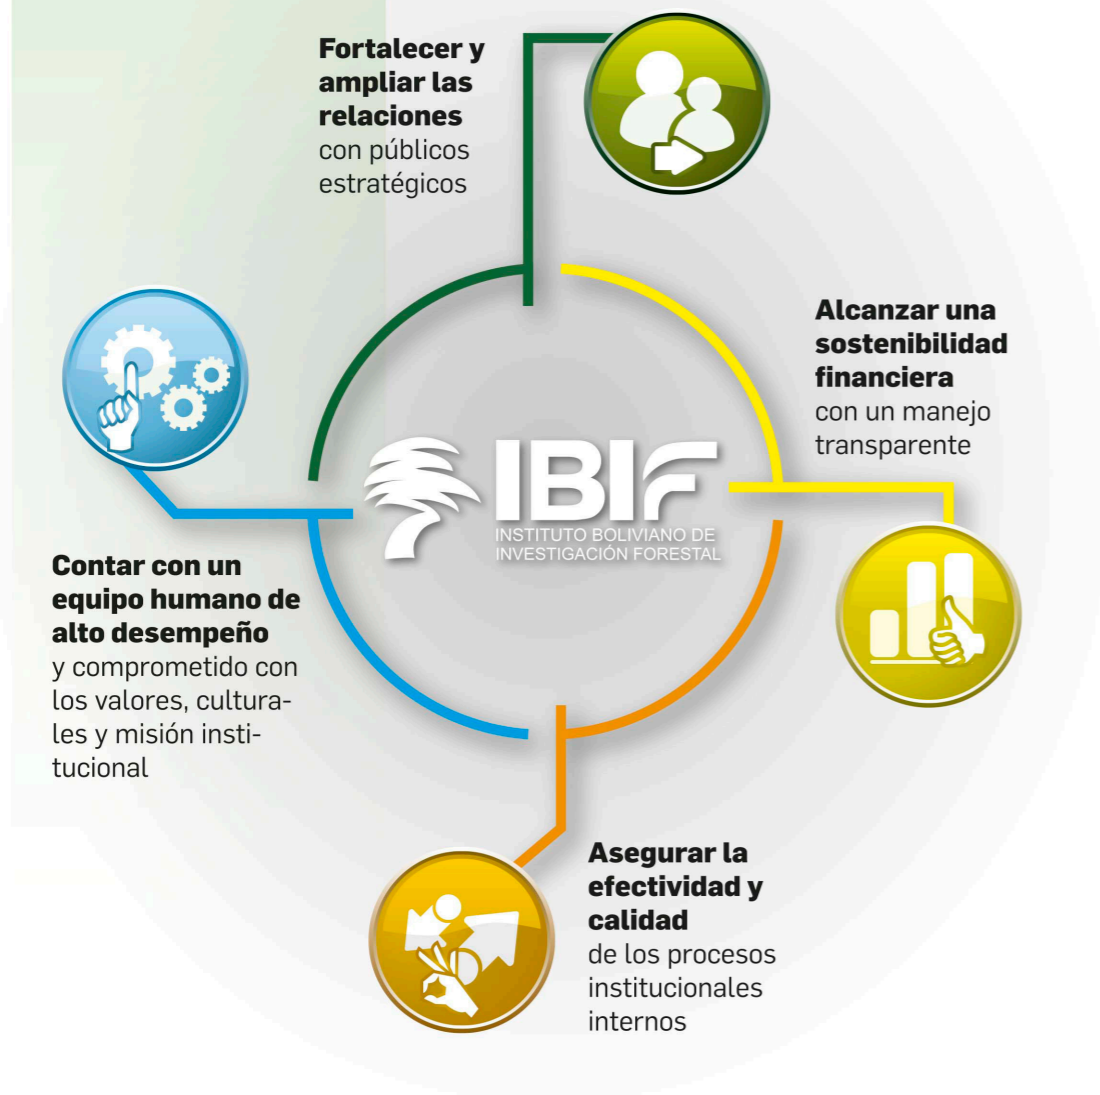 Fortalecer y
ampliar las
relaciones
con públicos
estratégicos
Alcanzar una
sostenibilidad
financiera
con un manejo
transparente
IBIF
INSTITUTO BOLIVIANO DE
INVESTIGACIÓN FORESTAL
Contar con un
equipo humano de
alto desempeño
y comprometido con
los valores, cultura-
les y misión insti-
tucional
Asegurar la
efectividad y
calidad
de los procesos
institucionales
internos